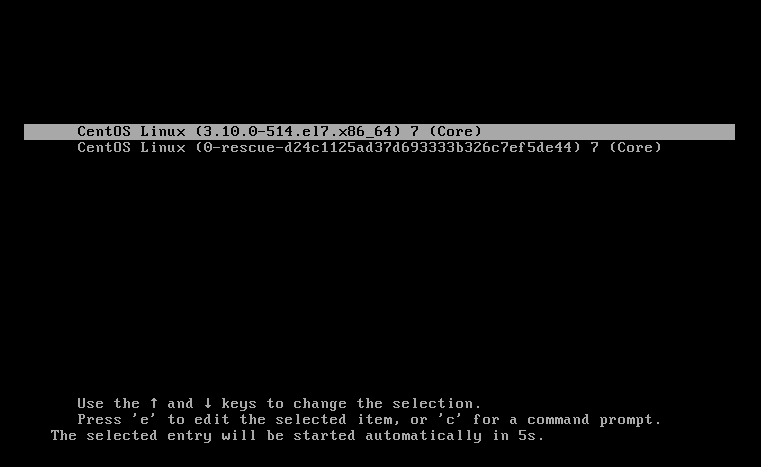 CentOS Linux (3.10.0-514.el7.x86_64) 7 (Core)
CentOS Linux (0-rescue-d24c1125ad37d693333b326c7ef5de44) 7 (Core)
Use the ↑ and ↓ keys to change the selection.
Press 'e' to edit the selected item, or 'c' for a command prompt.
The selected entry will be started automatically in 5s.